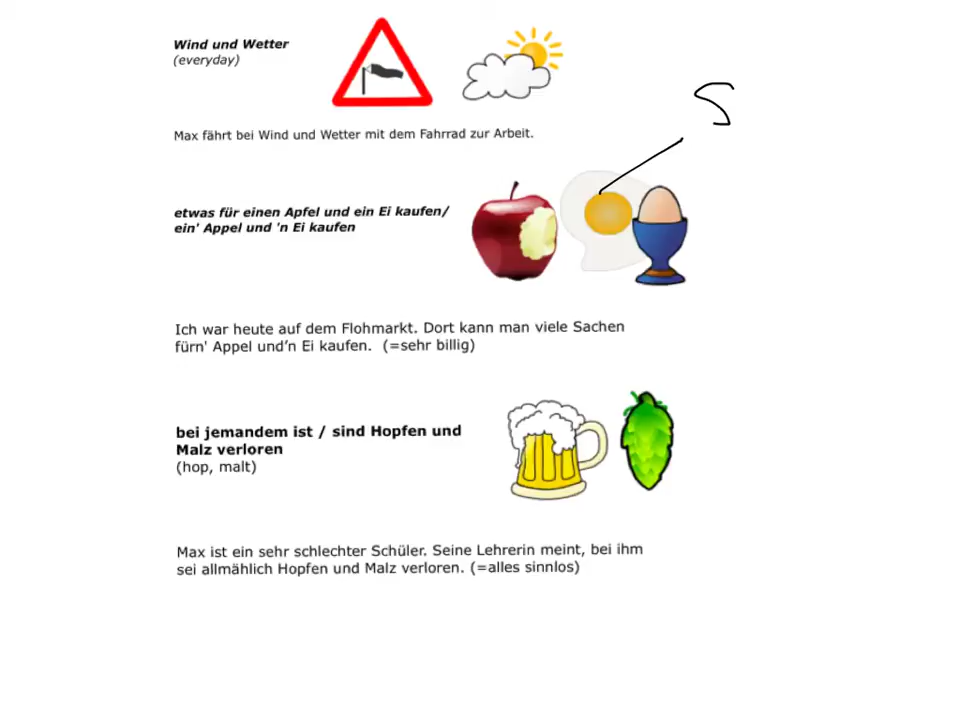 Wind und Wetter
(everyday)
S
Max fährt bei Wind und Wetter mit dem Fahrrad zur Arbeit.
etwas für einen Apfel und ein Ei kaufen/
ein' Appel und 'n Ei kaufen
Ich war heute auf dem Flohmarkt. Dort kann man viele Sachen
fürn' Appel und’n Ei kaufen. (=sehr billig)
bei jemandem ist / sind Hopfen und
Malz verloren
(hop, malt)
Max ist ein sehr schlechter Schüler. Seine Lehrerin meint, bei ihm
sei allmählich Hopfen und Malz verloren. (=alles sinnlos)